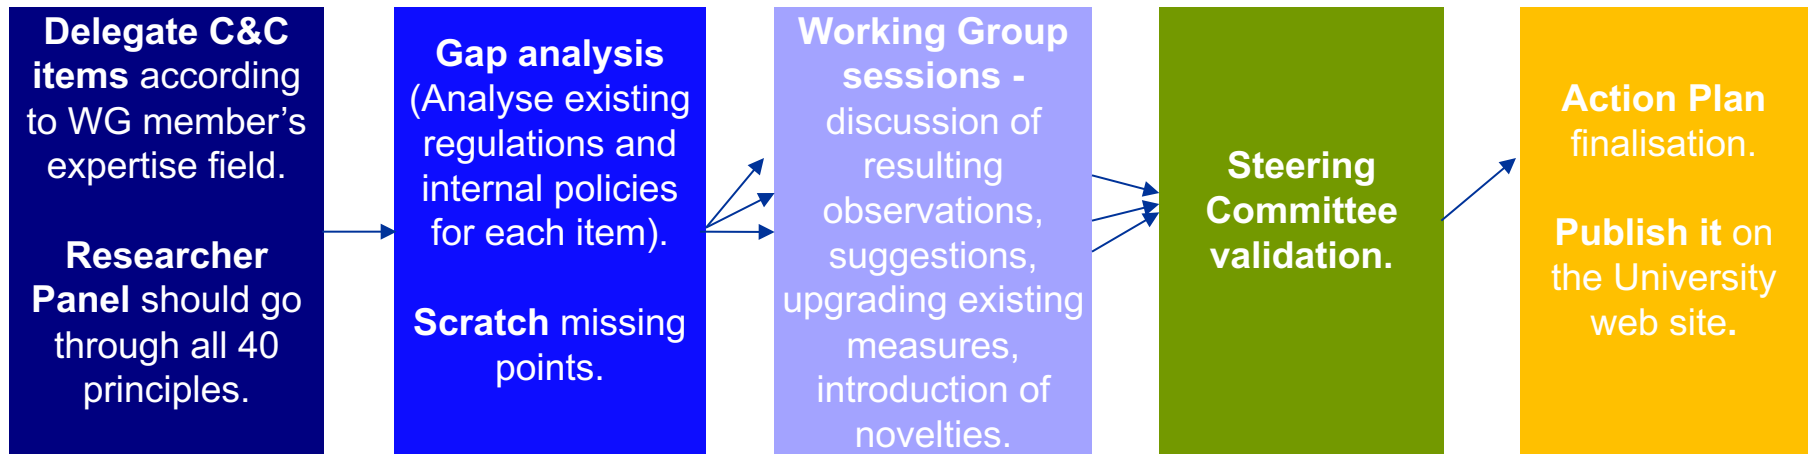 Delegate C&C
items according
to WG member's
expertise field.
Researcher
Panel should go
through all 40
principles.
Gap analysis
(Analyse existing
regulations and
internal policies
for each item).
Scratch missing
points.
Working Group
sessions -
discussion of
resulting
observations,
suggestions,
upgrading existing
measures,
introduction of
novelties.
Steering
Committee
validation.
Action Plan
finalisation.
Publish it on
the University
web site.